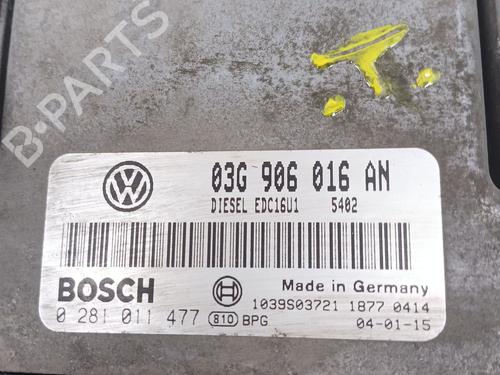 B-PARTS
03G 906 016 AN
DIESEL EDC16U1 5402
BOSCH
Made in Germany
1039S03721 1877 0414
0 281 011 477 810 BPG 04-01-15